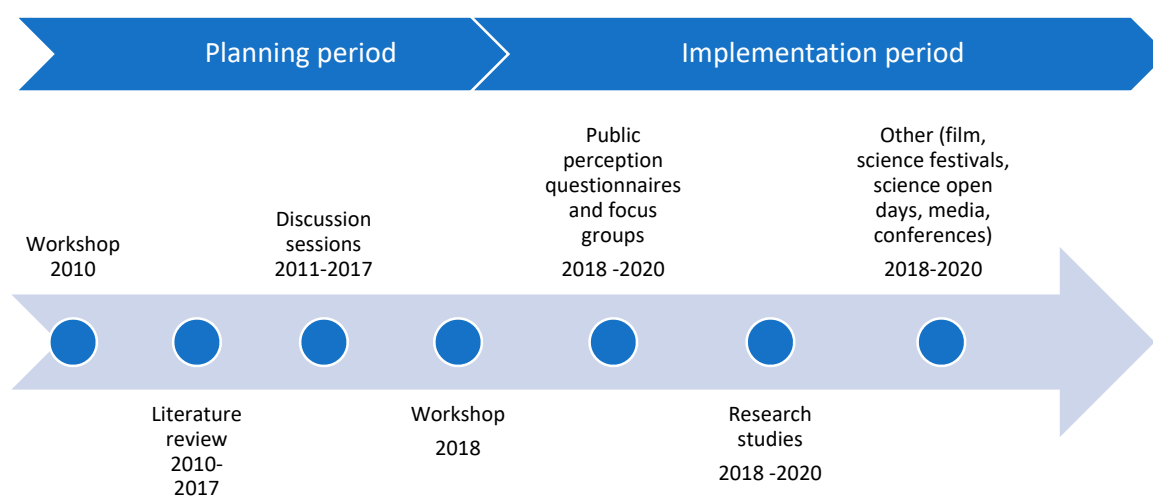 Planning period
Implementation period
Workshop
2010
Literature
review
2010-
2017
Discussion
sessions
2011-2017
Workshop
2018
Public
perception
questionnaires
and focus
groups
2018 -2020
Research
studies
2018 -2020
Other (film,
science festivals,
science open
days, media,
conferences)
2018-2020